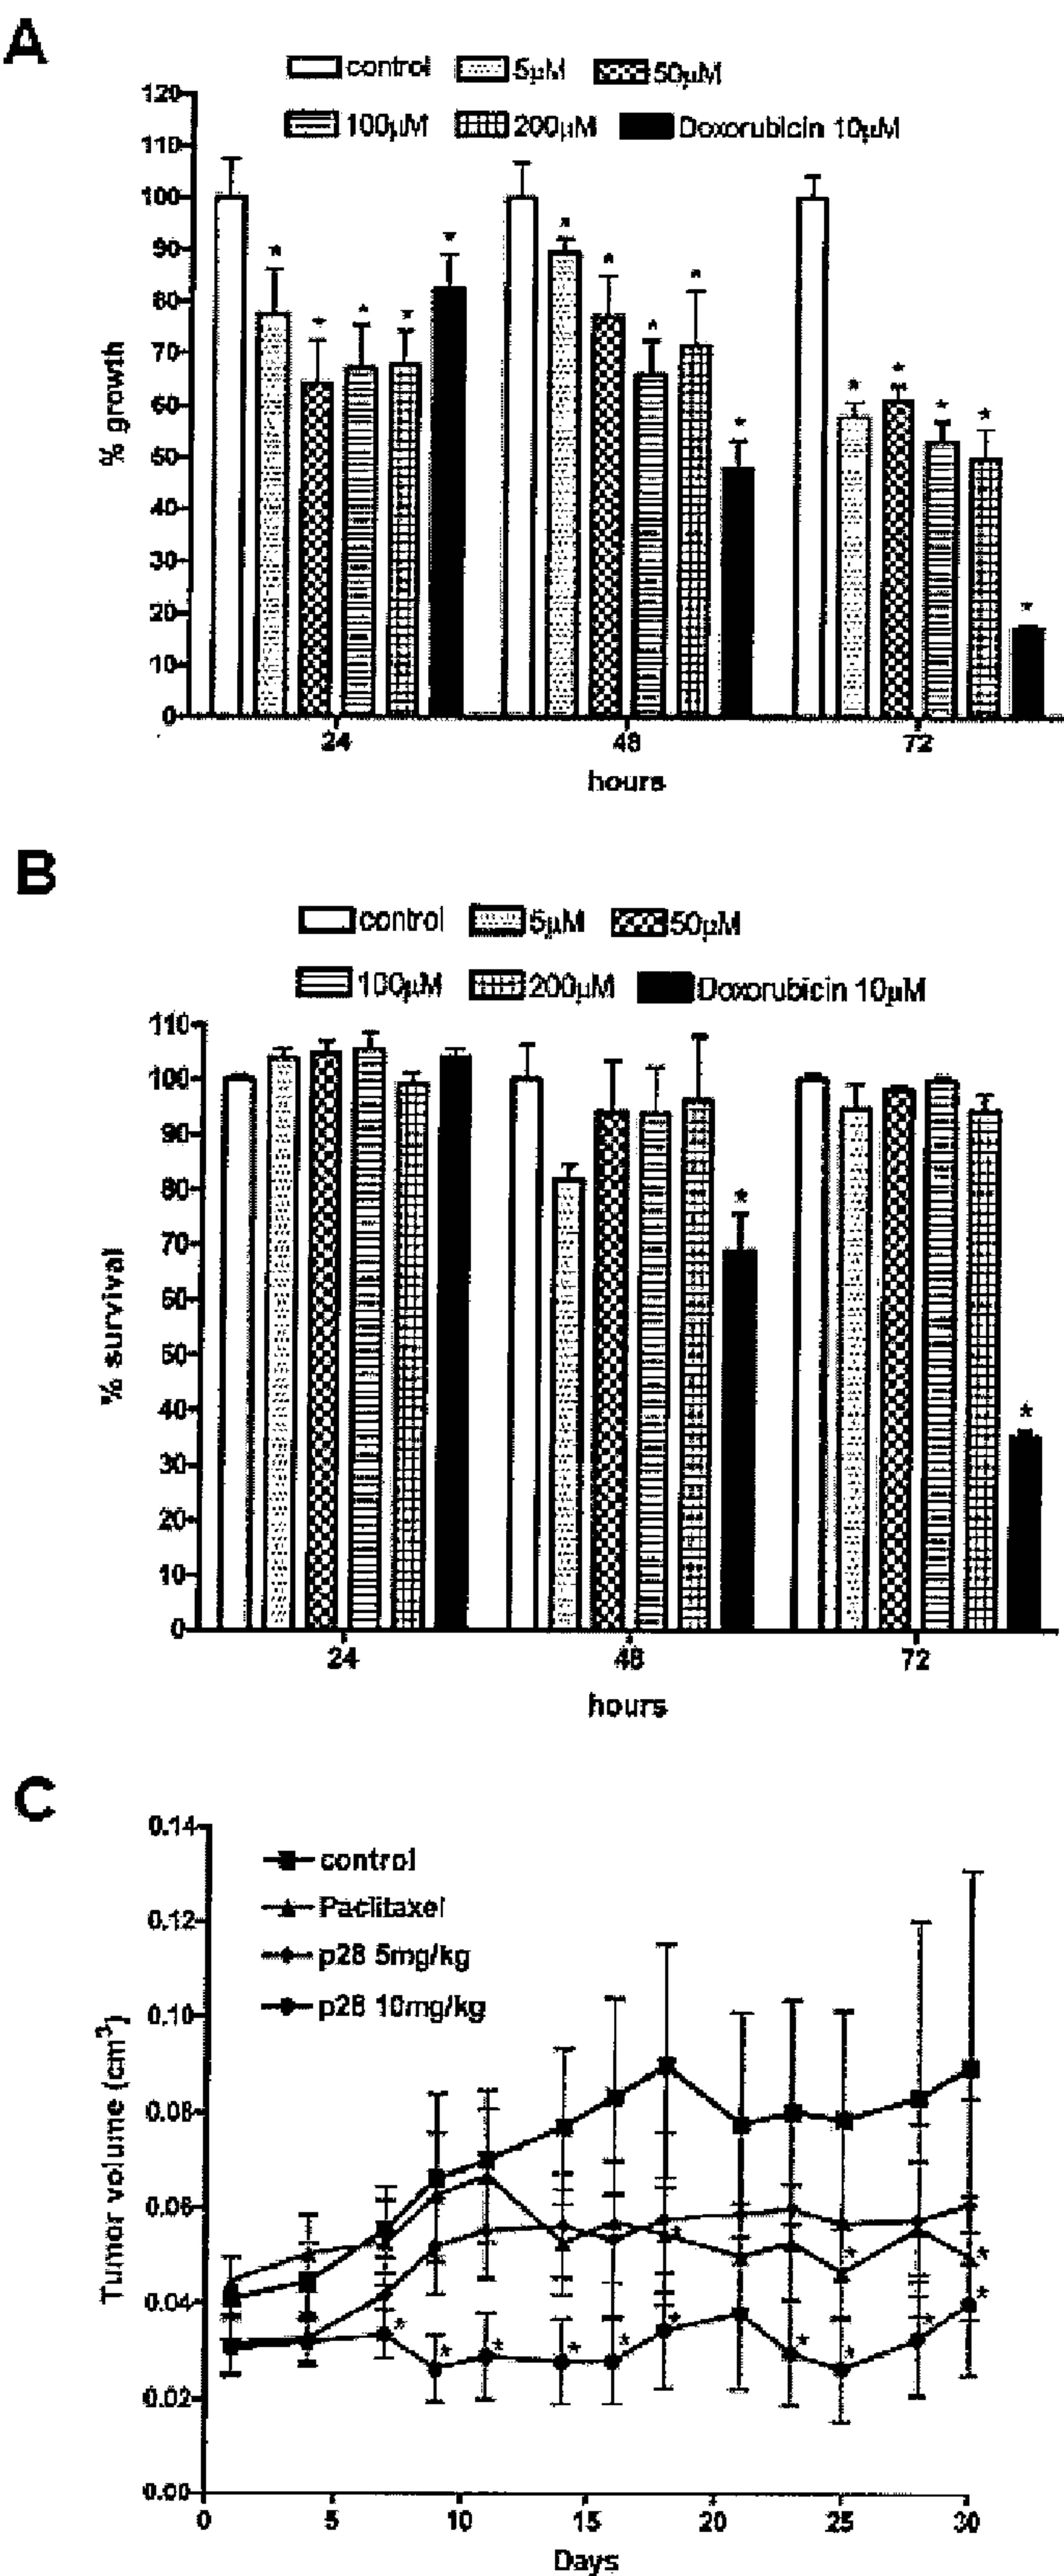 A
control 5µM 50µM
100µM 200µM Doxorubicin 10µM
120
110
100
90
80
70
60
50
40
30
20
10
0
% growth
* * * * * * * * * * * * * * *
24 48 72
hours
B
control 5µM 50µM
100µM 200µM Doxorubicin 10µM
110
100
90
80
70
60
50
40
30
20
10
0
% survival
* *
24 48 72
hours
C
0.14
0.12
0.10
0.08
0.06
0.04
0.02
0.00
Tumor volume (cm³)
control
Paclitaxel
p28 5mg/kg
p28 10mg/kg
* * * * * * * * * * * * *
0 5 10 15 20 25 30
Days